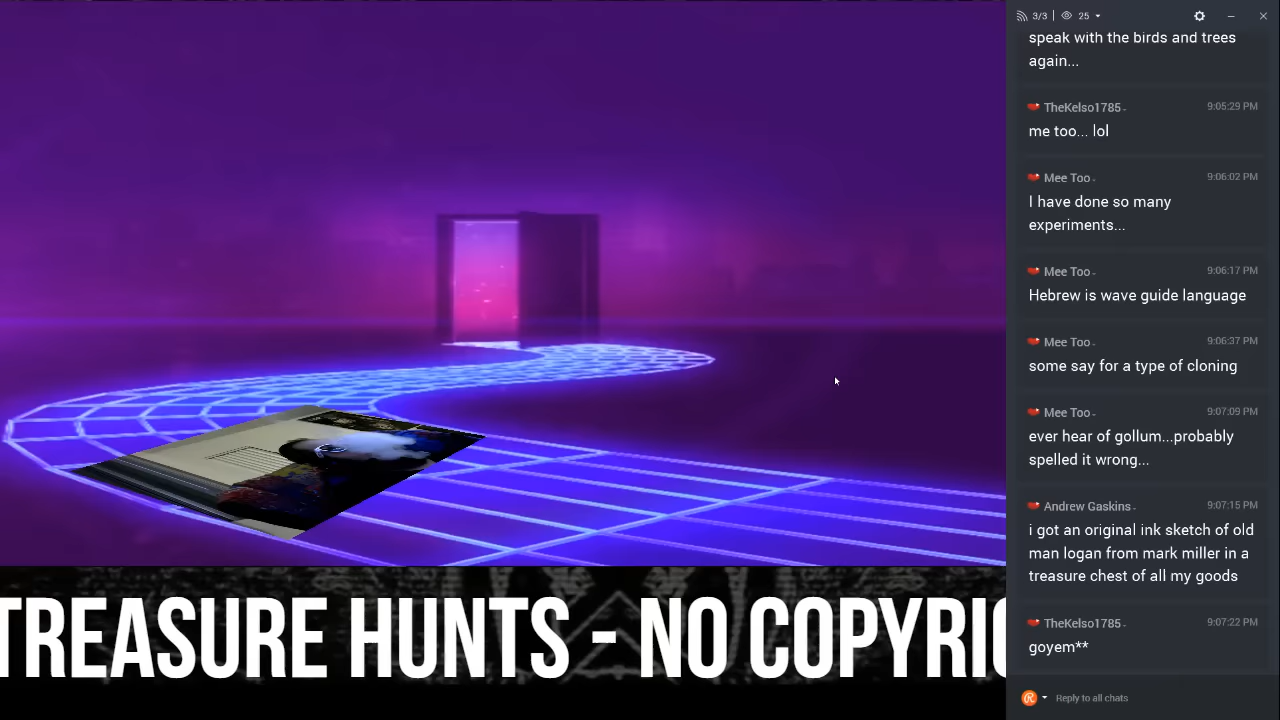 3/3 25
speak with the birds and trees
again...
TheKelso1785 9:05:29 PM
me too... lol
Mee Too 9:06:02 PM
I have done so many
experiments...
Mee Too 9:06:17 PM
Hebrew is wave guide language
Mee Too 9:06:37 PM
some say for a type of cloning
Mee Too 9:07:09 PM
ever hear of gollum...probably
spelled it wrong...
Andrew Gaskins 9:07:15 PM
i got an original ink sketch of old
man logan from mark miller in a
treasure chest of all my goods
TheKelso1785 9:07:22 PM
goyem**
Reply to all chats
TREASURE HUNTS - NO COPYRIG